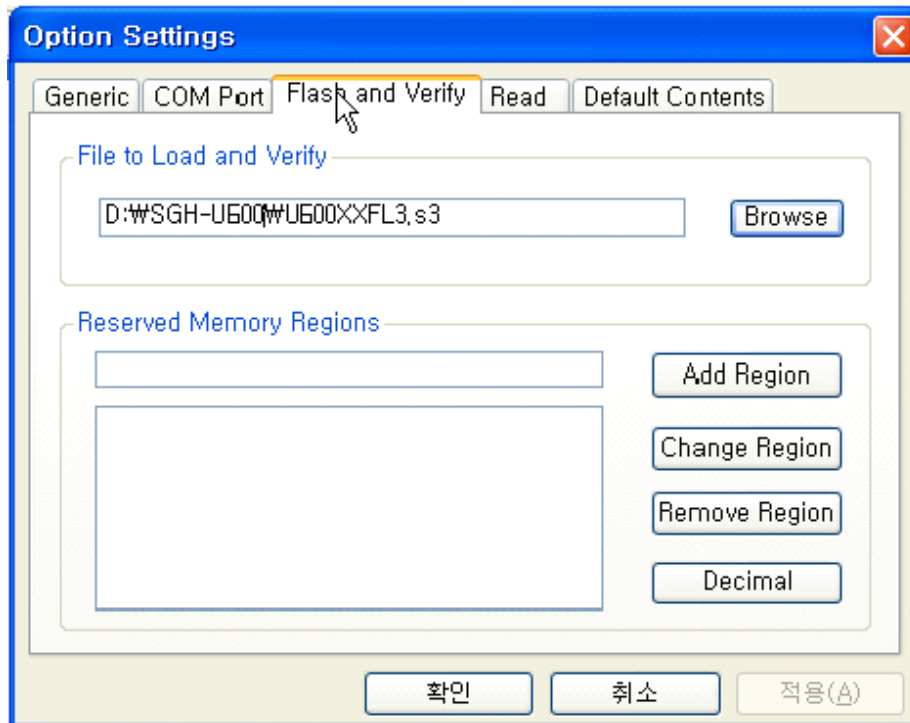 Option Settings
Generic COM Port Flash and Verify Read Default Contents
File to Load and Verify
D:₩SGH-U600₩U600XXFL3.s3
Browse
Reserved Memory Regions
Add Region
Change Region
Remove Region
Decimal
확인 취소 적용(A)